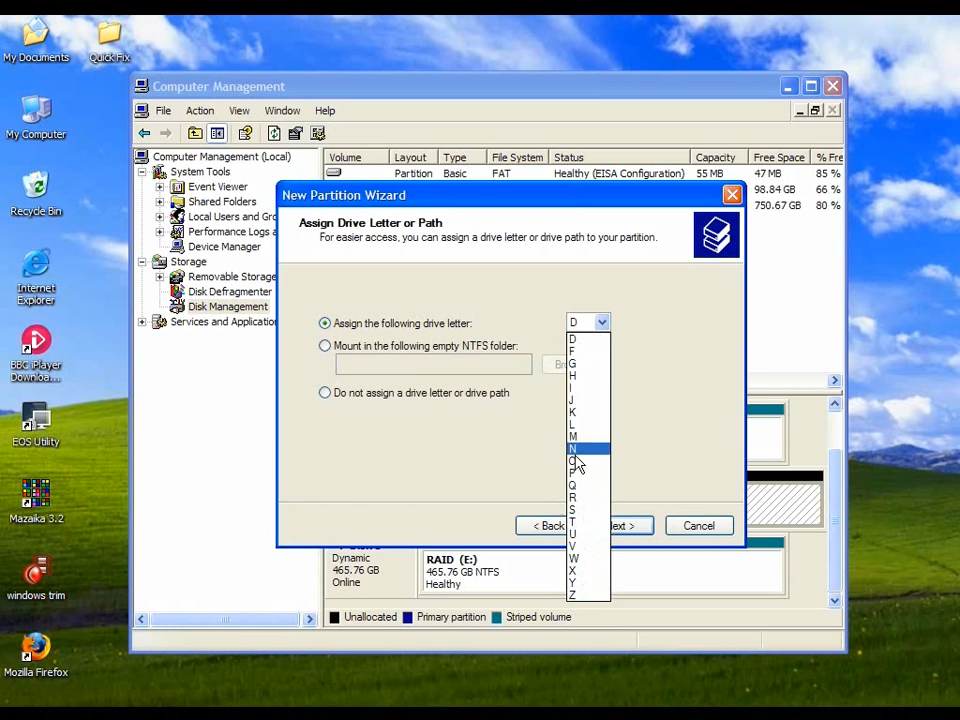 My Documents
Quick Fix
My Computer
Recycle Bin
Internet
Explorer
BBC iPlayer
Downloa...
EOS Utility
Mazaika 3.2
windows trim
Mozilla Firefox
Computer Management
File Action View Window Help
Computer Management (Local)
System Tools
Event Viewer
Shared Folders
Local Users and Gro
Performance Logs a
Device Manager
Storage
Removable Storage
Disk Defragmenter
Disk Management
Services and Application
Volume Layout Type File System Status Capacity Free Space % Fre
Partition Basic FAT Healthy (EISA Configuration) 55 MB 47 MB 85 %
98.84 GB 66 %
750.67 GB 80 %
New Partition Wizard
Assign Drive Letter or Path
For easier access, you can assign a drive letter or drive path to your partition.
Assign the following drive letter: D
Mount in the following empty NTFS folder:
Do not assign a drive letter or drive path
D
F
G
H
I
J
K
L
M
N
O
P
Q
R
S
T
U
V
W
X
Y
Z
< Back
ext >
Cancel
Dynamic
465.76 GB
Online
RAID (E:)
465.76 GB NTFS
Healthy
Unallocated Primary partition Striped volume